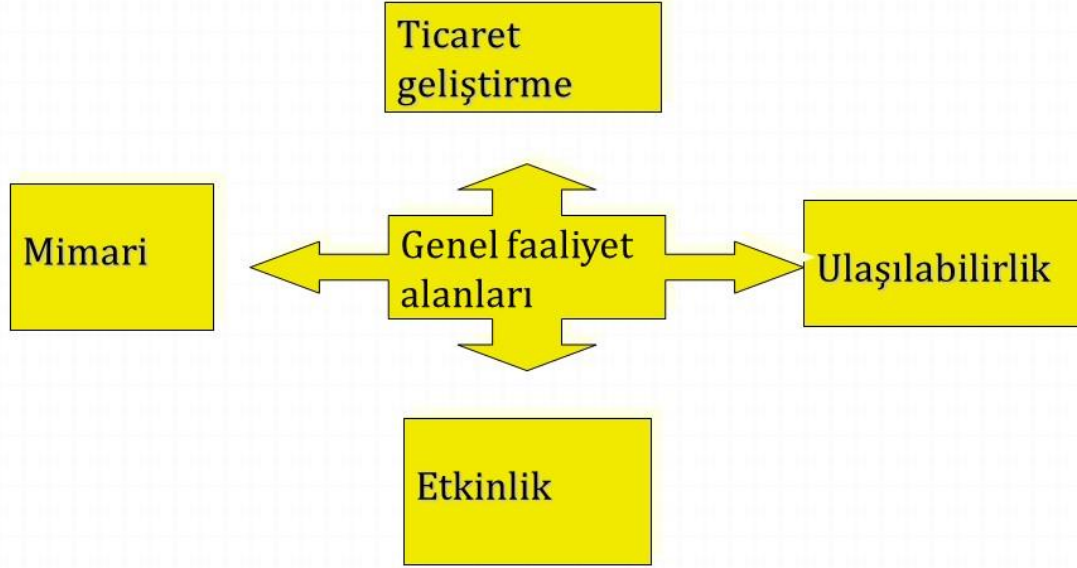 Ticaret
geliştirme
Mimari
Genel faaliyet
alanları
Ulaşılabilirlik
Etkinlik